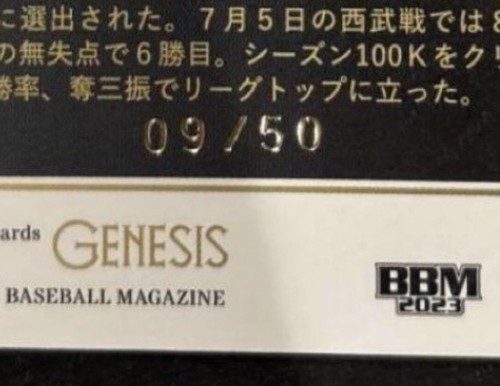 に選出された。7月5日の西武戦では
の無失点で6勝目。シーズン100Kをク
勝率、奪三振でリーグトップに立った。
09/50
ards GENESIS
BASEBALL MAGAZINE
BBM
2023